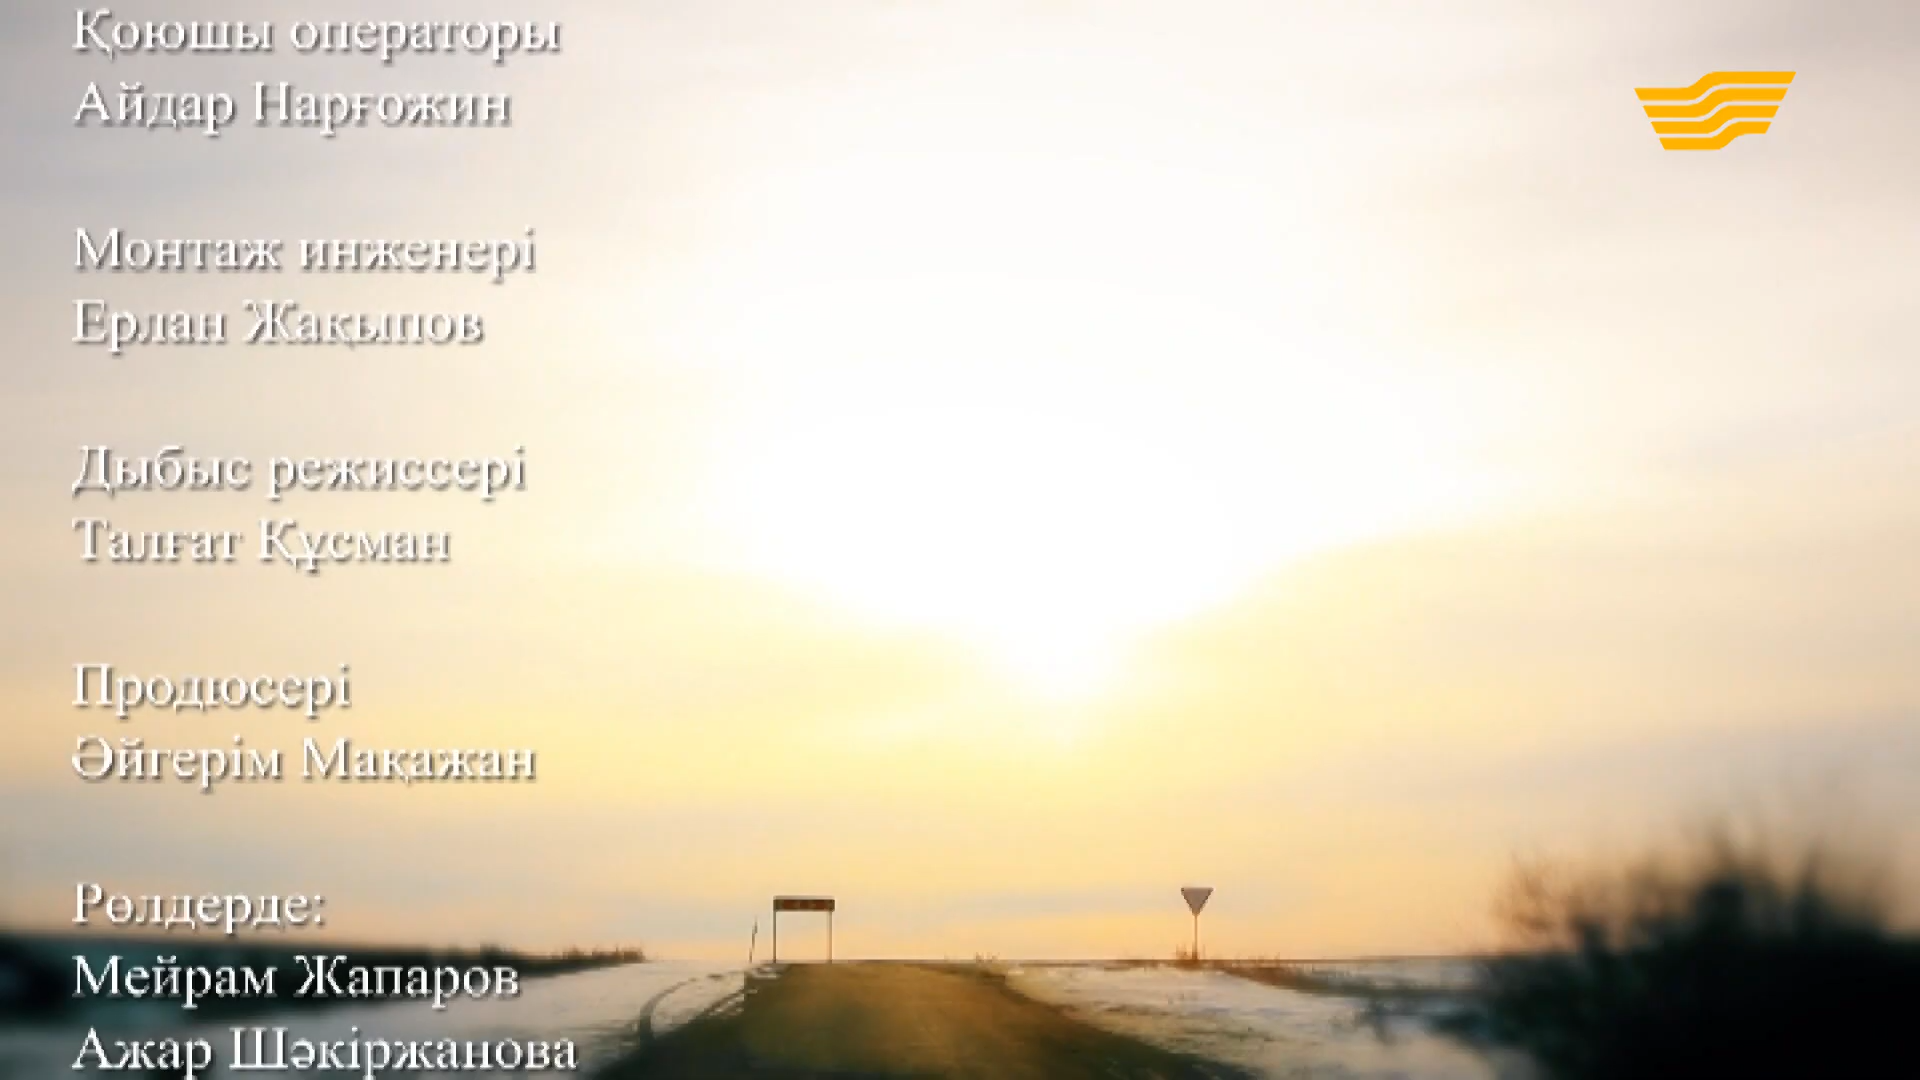 Қоюшы операторы
Айдар Нарғожин
Монтаж инженері
Ерлан Жақыпов
Дыбыс режиссері
Талғат Құсман
Продюсері
Әйгерім Мақажан
Рөлдерде:
Мейрам Жапаров
Ажар Шәкіржанова